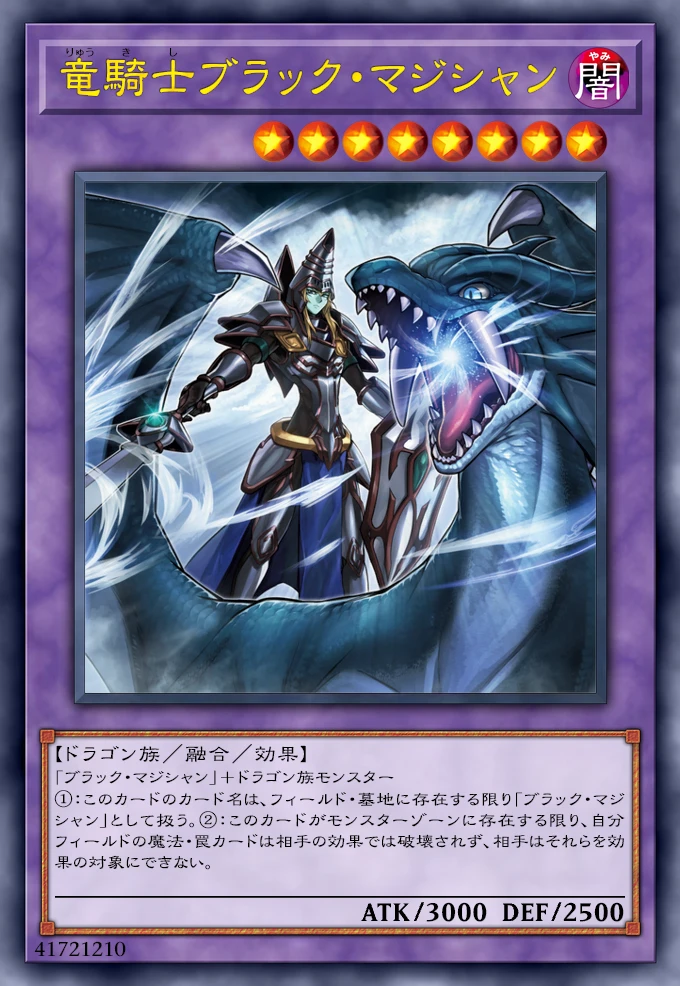 りゅう き し
竜騎士ブラック・マジシャン
やみ
闇
【ドラゴン族／融合／効果】
「ブラック・マジシャン」＋ドラゴン族モンスター
①：このカードのカード名は、フィールド・墓地に存在する限り「ブラック・マジ
シャン」として扱う。②：このカードがモンスターゾーンに存在する限り、自分
フィールドの魔法・罠カードは相手の効果では破壊されず、相手はそれらを効
果の対象にできない。
ATK/3000 DEF/2500
41721210